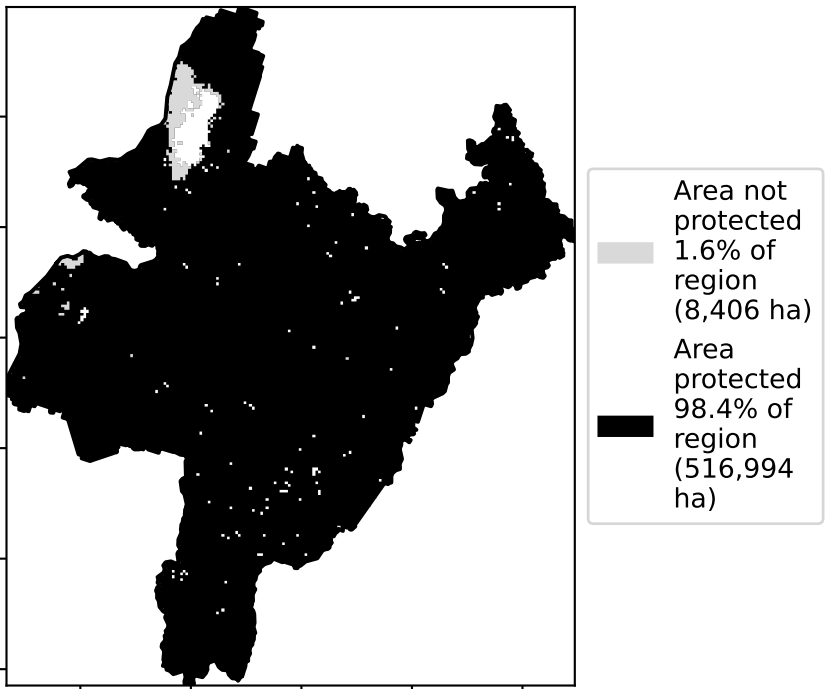 Area not
protected
1.6% of
region
(8,406 ha)
Area
protected
98.4% of
region
(516,994
ha)